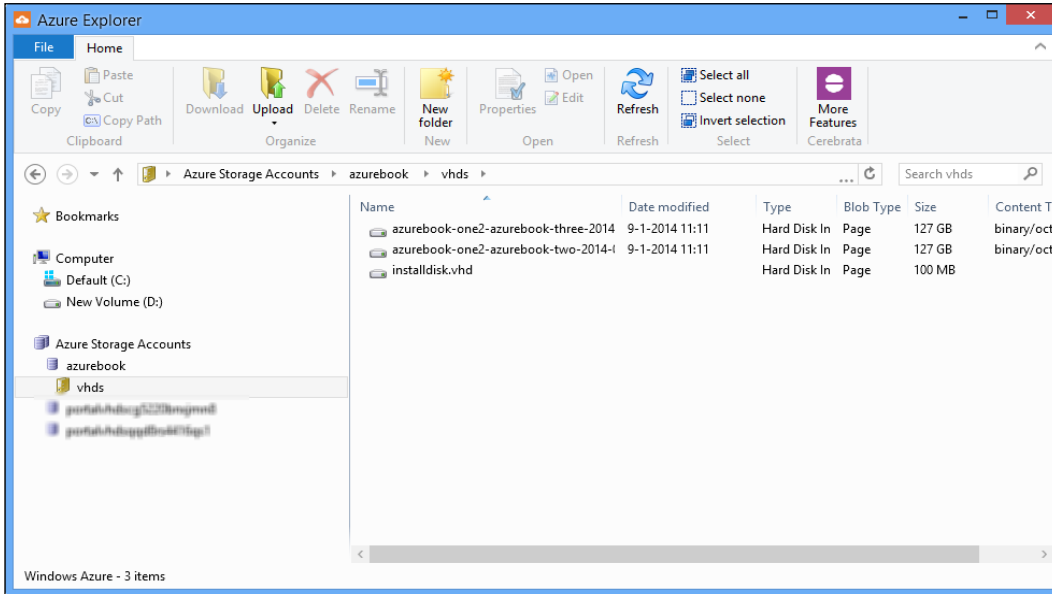 Azure Explorer
File Home
Copy Paste Cut Copy Path Clipboard
Download Upload Delete Rename Organize
New folder New
Properties Open Edit Open
Refresh Refresh
Select all Select none Invert selection Select
More Features Cerebrata
Azure Storage Accounts azurebook vhds ... Search vhds
Bookmarks
Computer
Default (C:)
New Volume (D:)
Azure Storage Accounts
azurebook
vhds
Name Date modified Type Blob Type Size Content T
azurebook-one2-azurebook-three-2014 9-1-2014 11:11 Hard Disk In Page 127 GB binary/oct
azurebook-one2-azurebook-two-2014-( 9-1-2014 11:11 Hard Disk In Page 127 GB binary/oct
installdisk.vhd Hard Disk In Page 100 MB
Windows Azure - 3 items